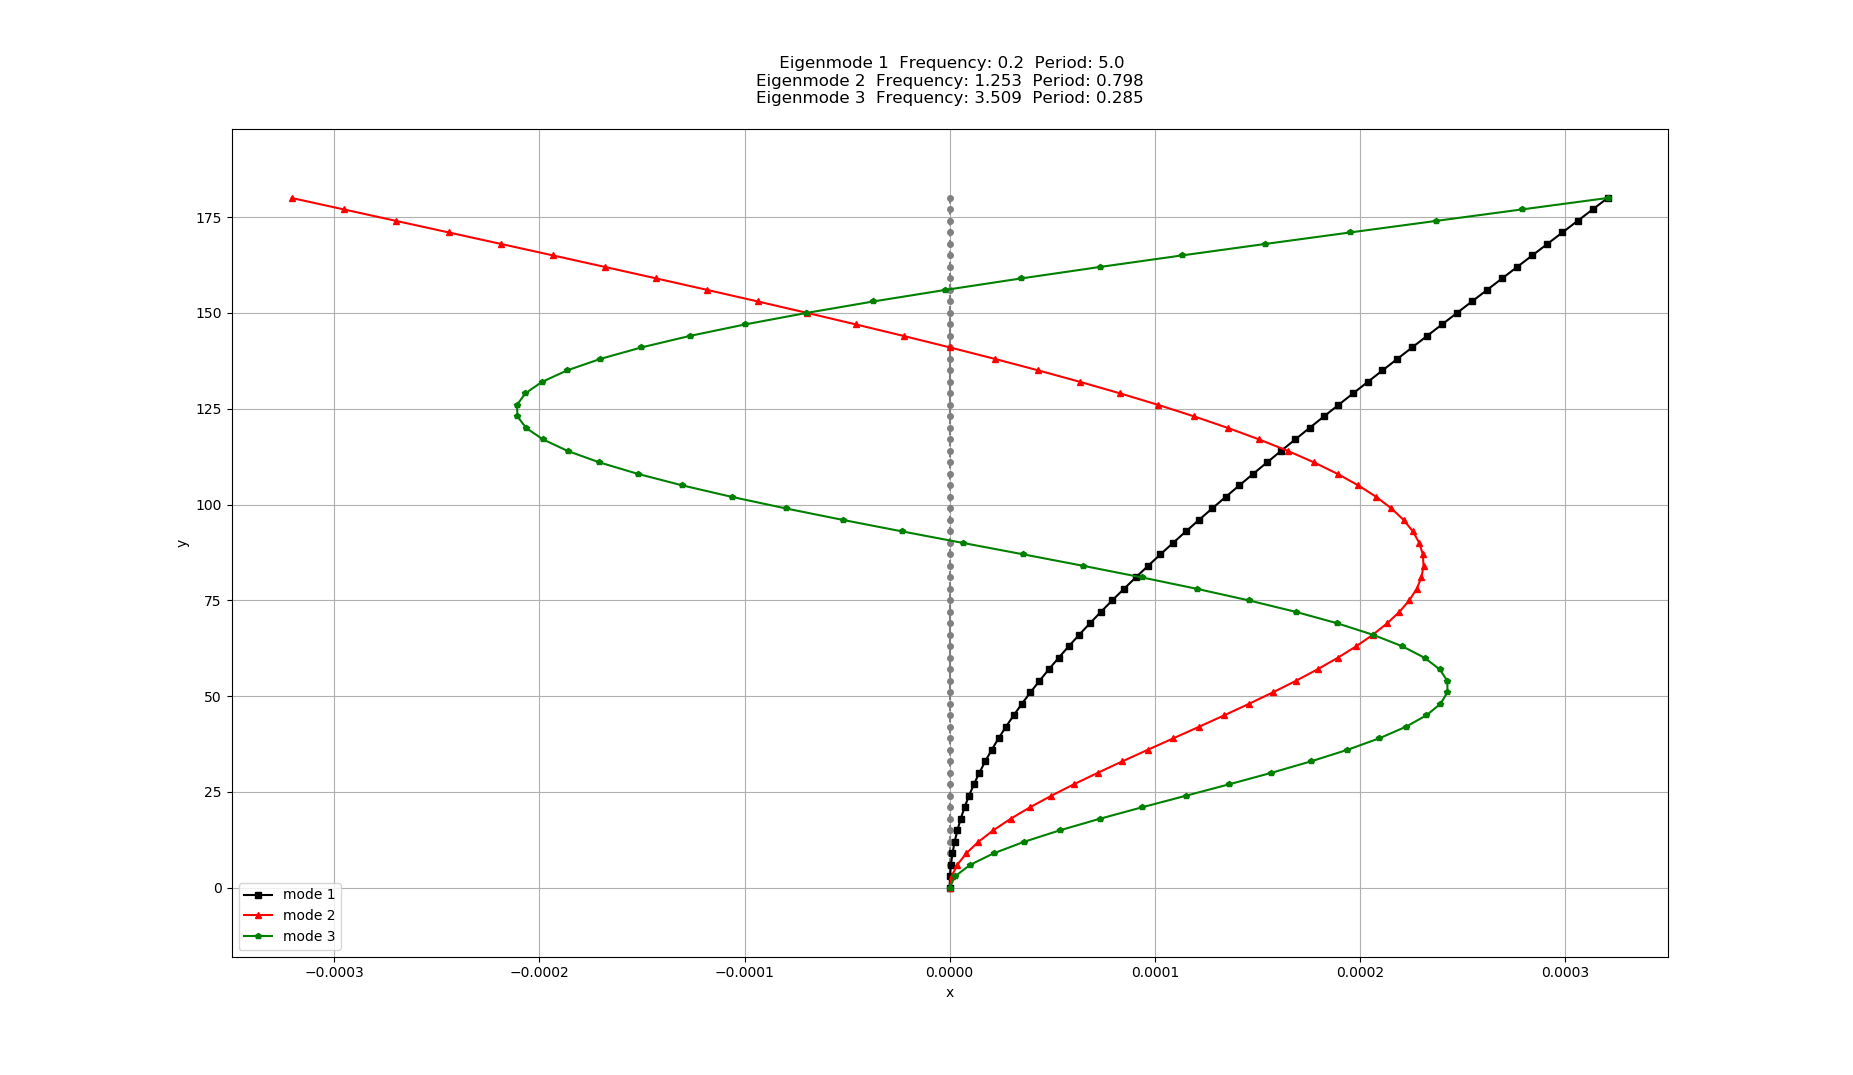 Eigenmode 1  Frequency: 0.2  Period: 5.0
Eigenmode 2  Frequency: 1.253  Period: 0.798
Eigenmode 3  Frequency: 3.509  Period: 0.285
175
150
125
100
75
50
25
0
y
mode 1
mode 2
mode 3
−0.0003
−0.0002
−0.0001
0.0000
0.0001
0.0002
0.0003
x